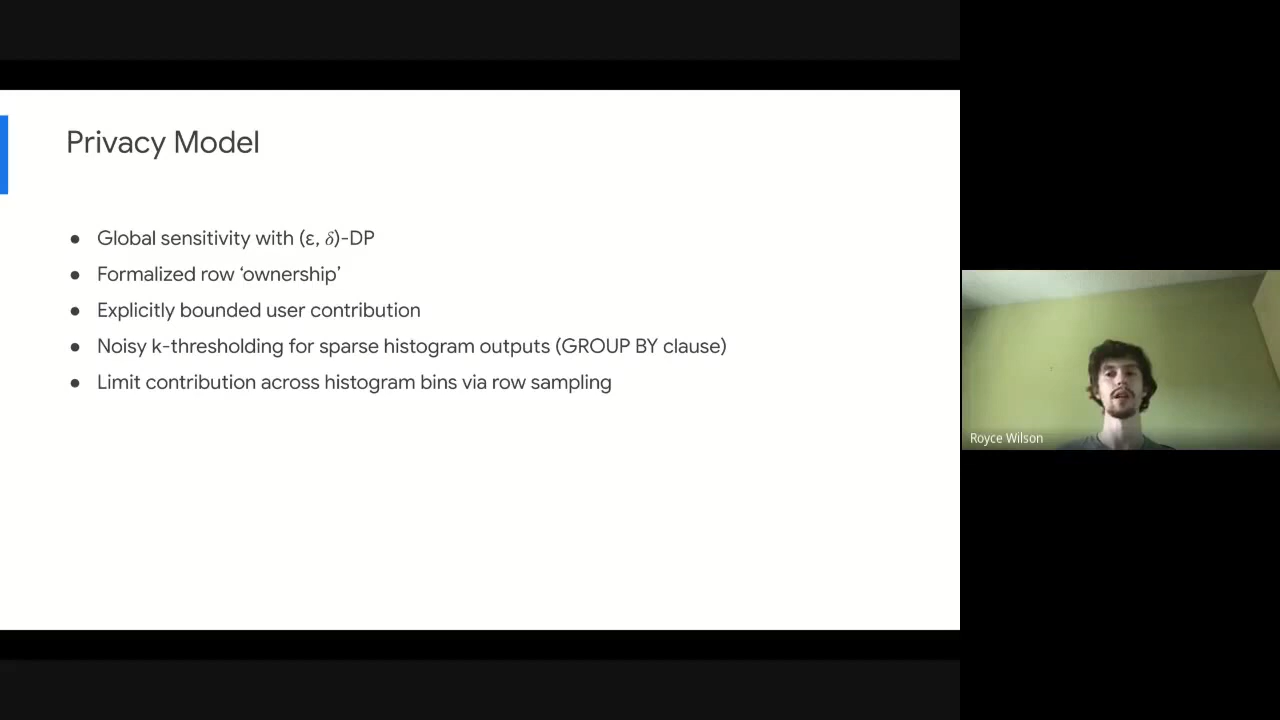 Privacy Model
● Global sensitivity with (ε, 𝛿)-DP
● Formalized row ‘ownership’
● Explicitly bounded user contribution
● Noisy k-thresholding for sparse histogram outputs (GROUP BY clause)
● Limit contribution across histogram bins via row sampling
Royce Wilson